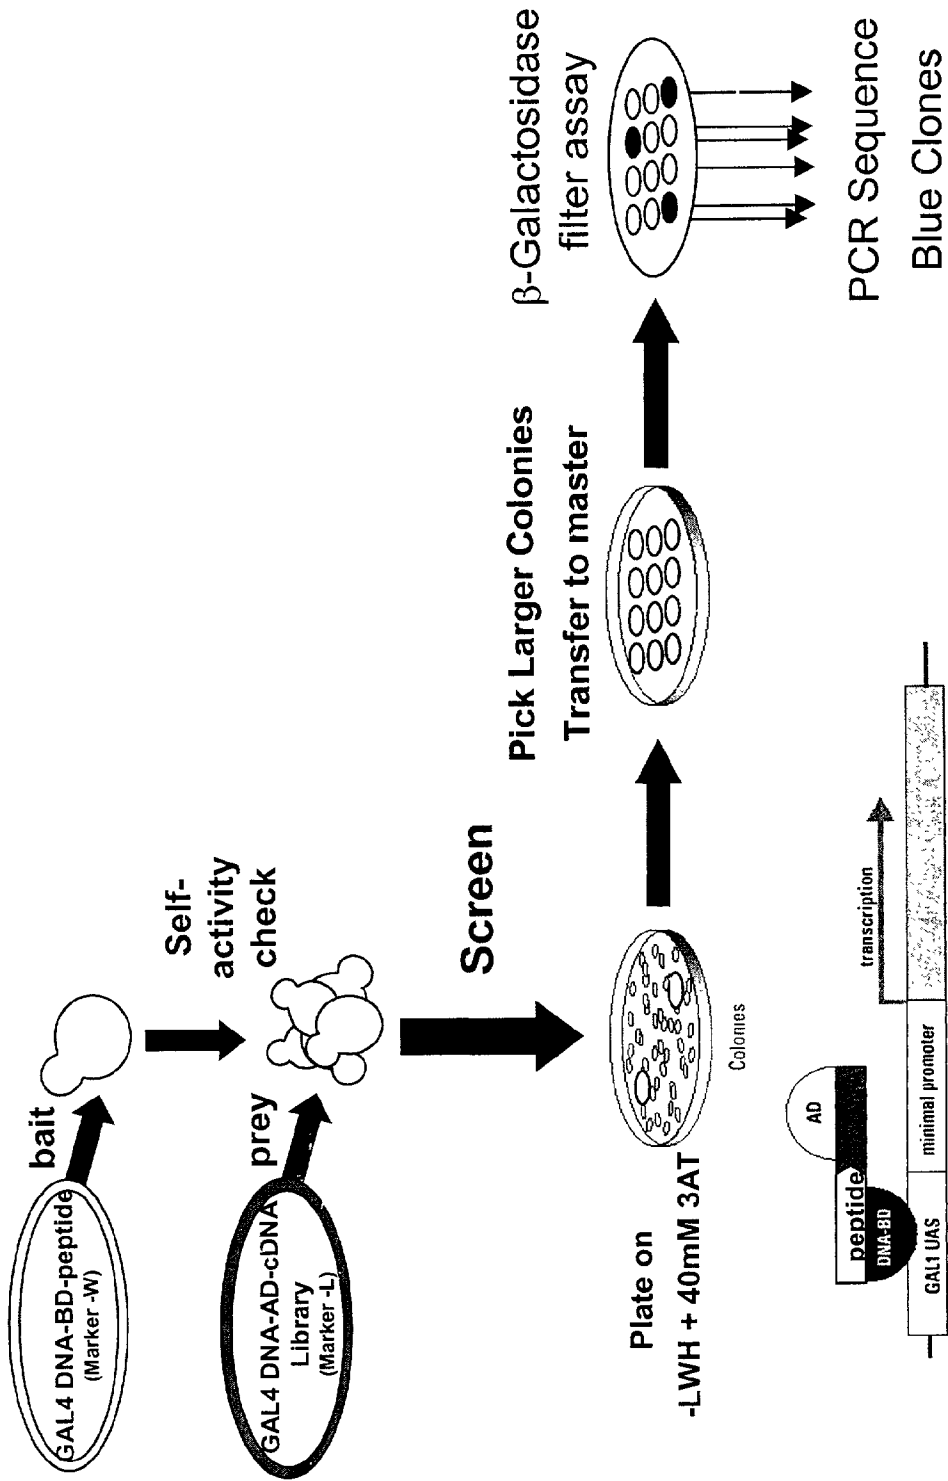 GAL4 DNA-BD-peptide
(Marker -W)
bait
Self-
activity
check
GAL4 DNA-AD-cDNA
Library
(Marker -L)
prey
Screen
Plate on
-LWH + 40mM 3AT
Colonies
Pick Larger Colonies
Transfer to master
β-Galactosidase
filter assay
PCR Sequence
Blue Clones
AD
peptide
DNA-BD
transcription
GAL1 UAS
minimal promoter